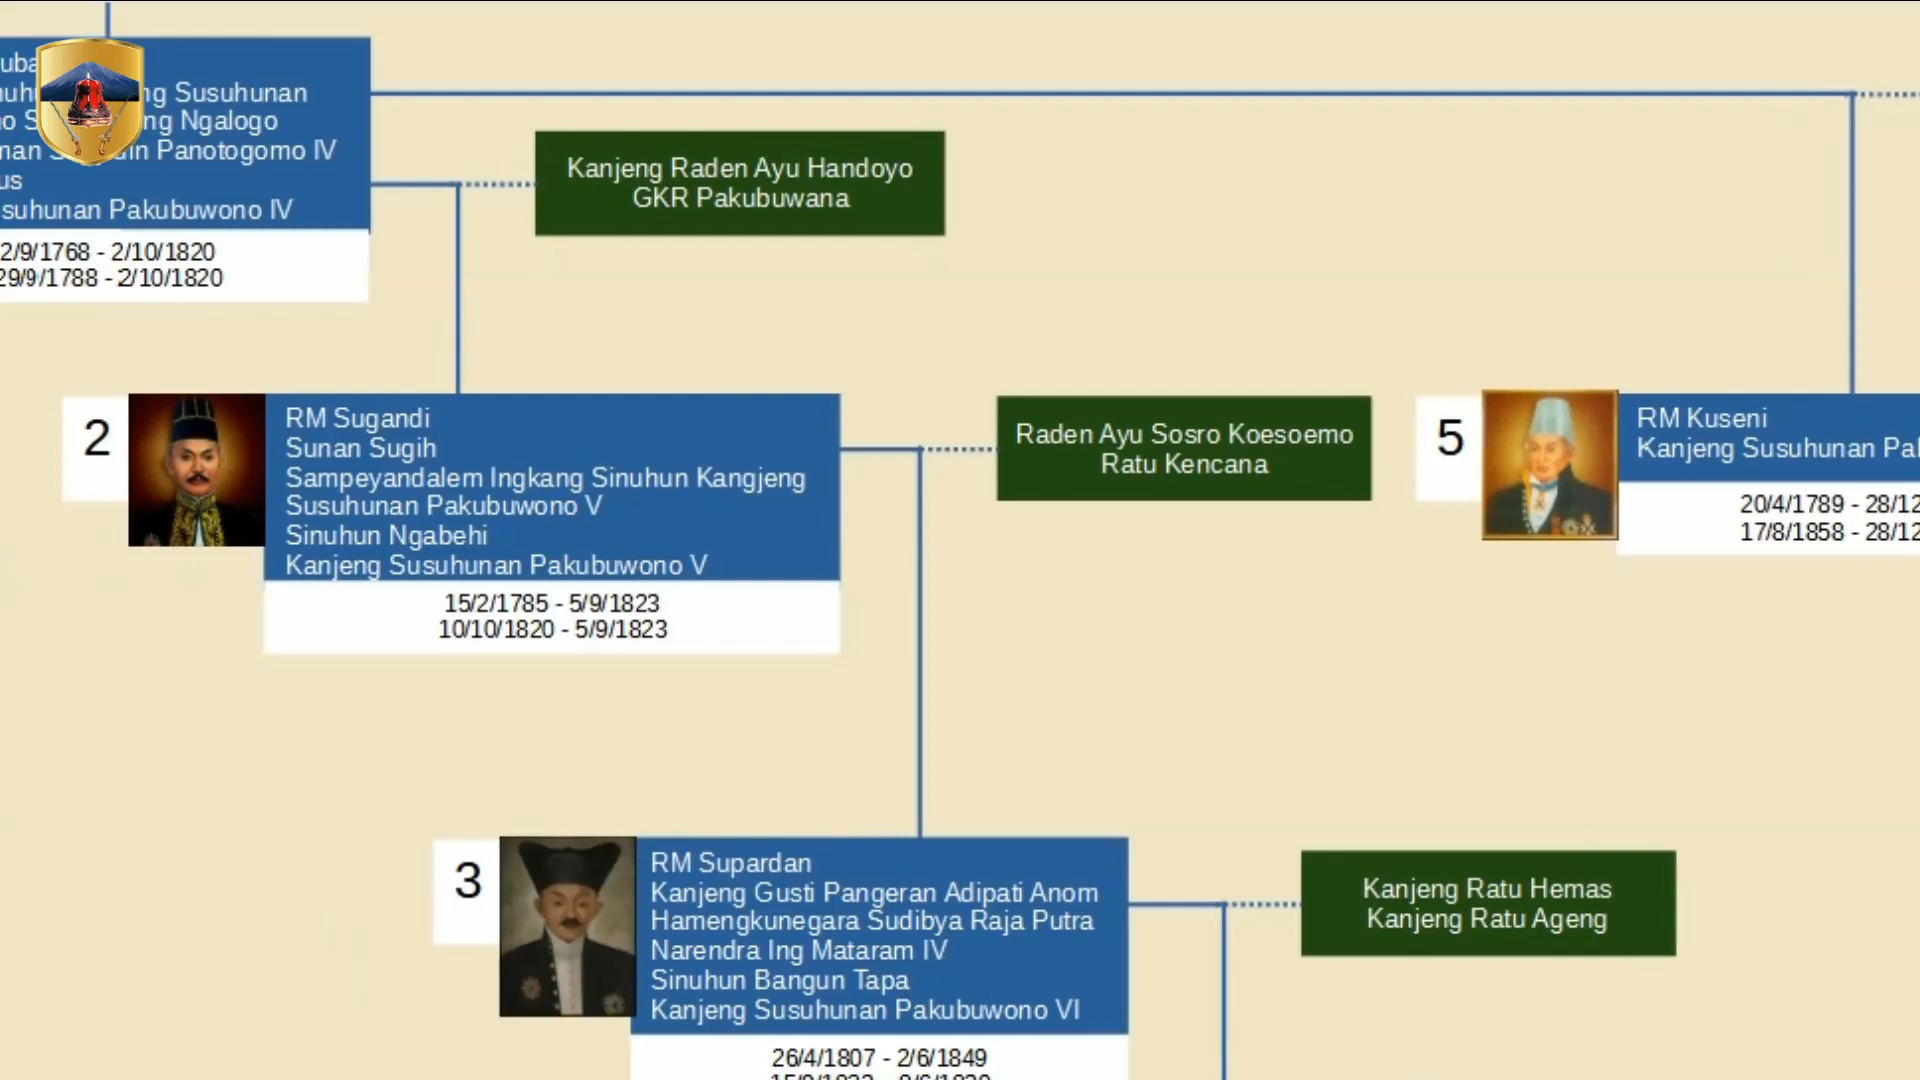 Susuhunan
Ngalogo
Panotogomo IV
suhunan Pakubuwono IV
2/9/1768 - 2/10/1820
29/9/1788 - 2/10/1820
Kanjeng Raden Ayu Handoyo
GKR Pakubuwana
2
RM Sugandi
Sunan Sugih
Sampeyandalem Ingkang Sinuhun Kangjeng
Susuhunan Pakubuwono V
Sinuhun Ngabehi
Kanjeng Susuhunan Pakubuwono V
15/2/1785 - 5/9/1823
10/10/1820 - 5/9/1823
Raden Ayu Sosro Koesoemo
Ratu Kencana
5
RM Kuseni
Kanjeng Susuhunan
20/4/1789 - 28/12
17/8/1858 - 28/12
3
RM Supardan
Kanjeng Gusti Pangeran Adipati Anom
Hamengkunegara Sudibya Raja Putra
Narendra Ing Mataram IV
Sinuhun Bangun Tapa
Kanjeng Susuhunan Pakubuwono VI
26/4/1807 - 2/6/1849
Kanjeng Ratu Hemas
Kanjeng Ratu Ageng